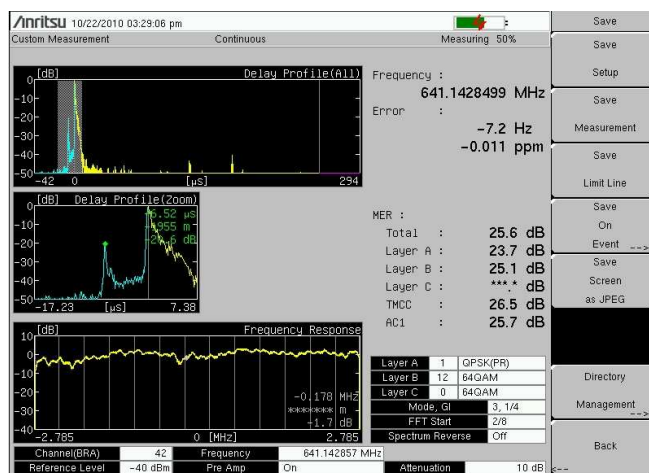 Anritsu 10/22/2010 03:29:06 pm
Custom Measurement Continuous Measuring 50%
[dB] Delay Profile(All)
0
-10
-20
-30
-40
-50
-42 0 [µS] 294
Frequency :
641.1428499 MHz
Error :
-7.2 Hz
-0.011 ppm
[dB] Delay Profile(Zoom)
0
-10
-20
-30
-40
-50
-17.23 [µS] 7.38
MER :
Total : 25.6 dB
Layer A : 23.7 dB
Layer B : 25.1 dB
Layer C : ***.* dB
TMCC : 26.5 dB
AC1 : 25.7 dB
[dB] Frequency Response
10
0
-10
-20
-30
-40
-0.178 MHz
******* m
-1.7 dB
-2.785 0 [MHz] 2.785
Layer A 1 QPSK(PR)
Layer B 12 64QAM
Layer C 0 64QAM
Mode, GI 3, 1/4
FFT Start 2/8
Spectrum Reverse Off
Channel(BRA) 42 Frequency 641.142857 MHz
Reference Level -40 dBm Pre Amp On Attenuation 10 dB
Save
Save
Setup
Save
Measurement
Save
Limit Line
Save
On
Event -->
Save
Screen
as JPEG
Directory
Management -->
Back
<--